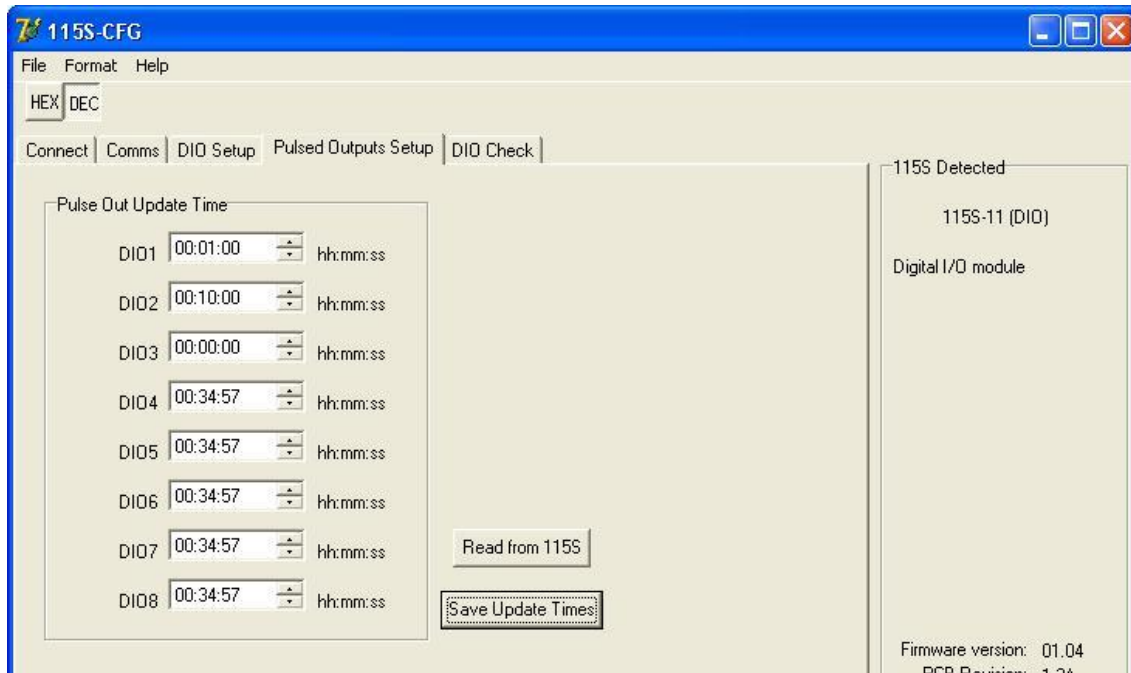 115S-CFG
File Format Help
HEX DEC
Connect Comms DIO Setup Pulsed Outputs Setup DIO Check
Pulse Out Update Time
DIO1 00:01:00 hh:mm:ss
DIO2 00:10:00 hh:mm:ss
DIO3 00:00:00 hh:mm:ss
DIO4 00:34:57 hh:mm:ss
DIO5 00:34:57 hh:mm:ss
DIO6 00:34:57 hh:mm:ss
DIO7 00:34:57 hh:mm:ss
DIO8 00:34:57 hh:mm:ss
Read from 115S
Save Update Times
115S Detected
115S-11 (DIO)
Digital I/O module
Firmware version: 01.04
PCB Revision: